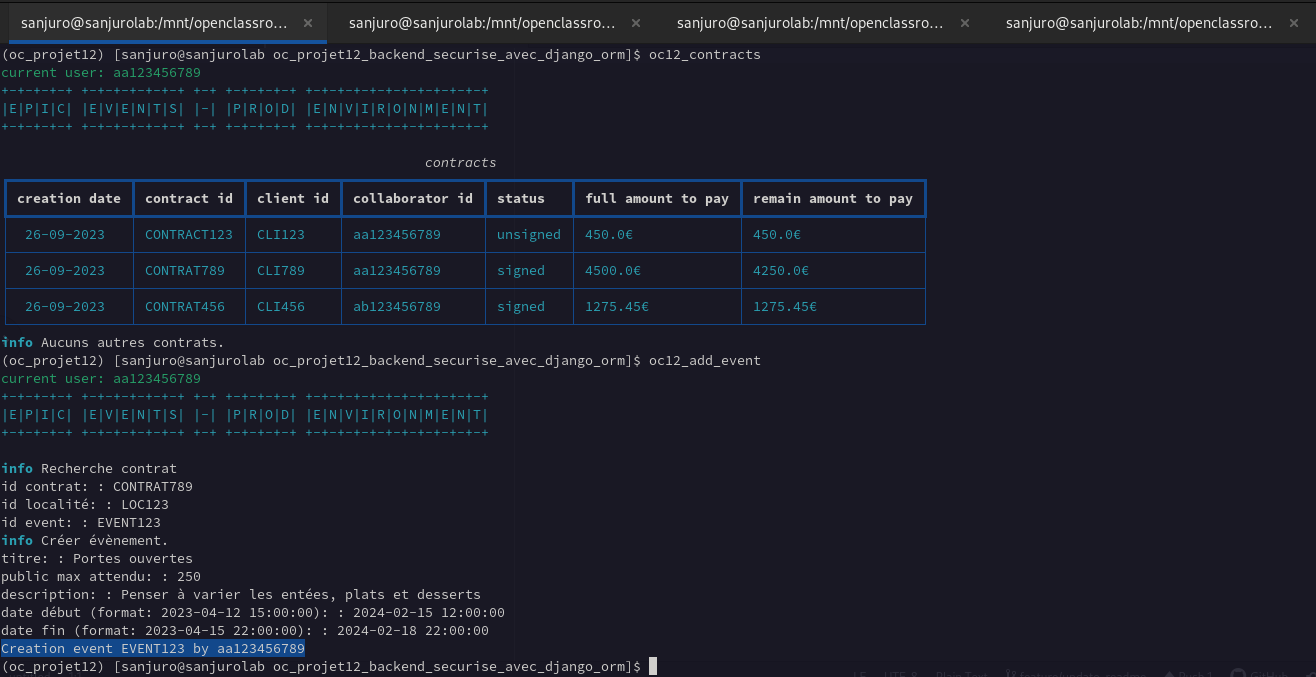 sanjuro@sanjurolab:/mnt/openclassro... × sanjuro@sanjurolab:/mnt/openclassro... × sanjuro@sanjurolab:/mnt/openclassro... × sanjuro@sanjurolab:/mnt/openclassro... ×
(oc_projet12) [sanjuro@sanjurolab oc_projet12_backend_securise_avec_django_orm]$ oc12_contracts
current user: aa123456789
+-+-+-+-+ +-+-+-+-+-+-+ +-+ +-+-+-+-+ +-+-+-+-+-+-+-+-+-+-+-+
|E|P|I|C| |E|V|E|N|T|S| |-| |P|R|O|D| |E|N|V|I|R|O|N|M|E|N|T|
+-+-+-+-+ +-+-+-+-+-+-+ +-+ +-+-+-+-+ +-+-+-+-+-+-+-+-+-+-+-+
contracts
creation date contract id client id collaborator id status full amount to pay remain amount to pay
26-09-2023 CONTRACT123 CLI123 aa123456789 unsigned 450.0€ 450.0€
26-09-2023 CONTRAT789 CLI789 aa123456789 signed 4500.0€ 4250.0€
26-09-2023 CONTRAT456 CLI456 ab123456789 signed 1275.45€ 1275.45€
info Aucuns autres contrats.
(oc_projet12) [sanjuro@sanjurolab oc_projet12_backend_securise_avec_django_orm]$ oc12_add_event
current user: aa123456789
+-+-+-+-+ +-+-+-+-+-+-+ +-+ +-+-+-+-+ +-+-+-+-+-+-+-+-+-+-+-+
|E|P|I|C| |E|V|E|N|T|S| |-| |P|R|O|D| |E|N|V|I|R|O|N|M|E|N|T|
+-+-+-+-+ +-+-+-+-+-+-+ +-+ +-+-+-+-+ +-+-+-+-+-+-+-+-+-+-+-+
info Recherche contrat
id contrat: : CONTRAT789
id localité: : LOC123
id event: : EVENT123
info Créer évènement.
titre: : Portes ouvertes
public max attendu: : 250
description: : Penser à varier les entées, plats et desserts
date début (format: 2023-04-12 15:00:00): : 2024-02-15 12:00:00
date fin (format: 2023-04-15 22:00:00): : 2024-02-18 22:00:00
Creation event EVENT123 by aa123456789
(oc_projet12) [sanjuro@sanjurolab oc_projet12_backend_securise_avec_django_orm]$